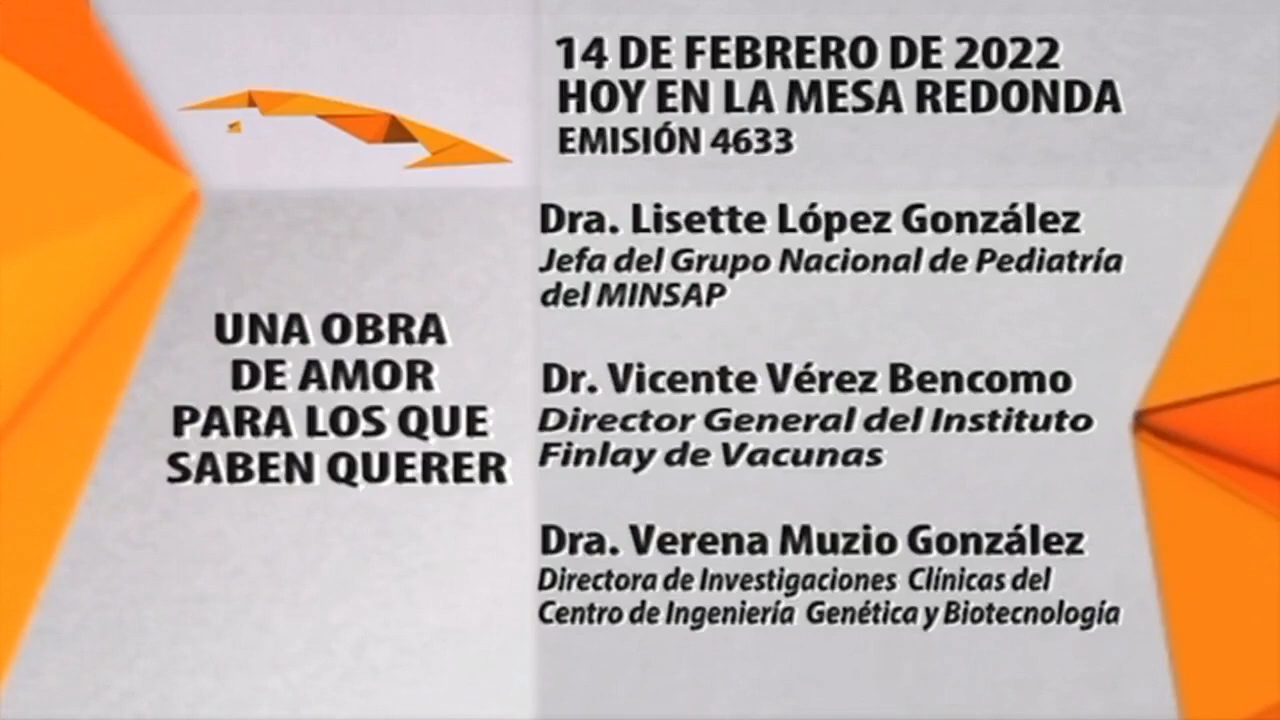 14 DE FEBRERO DE 2022
HOY EN LA MESA REDONDA
EMISIÓN 4633
UNA OBRA
DE AMOR
PARA LOS QUE
SABEN QUERER
Dra. Lisette López González
Jefa del Grupo Nacional de Pediatría
del MINSAP
Dr. Vicente Vérez Bencomo
Director General del Instituto
Finlay de Vacunas
Dra. Verena Muzio González
Directora de Investigaciones Clínicas del
Centro de Ingeniería Genética y Biotecnología